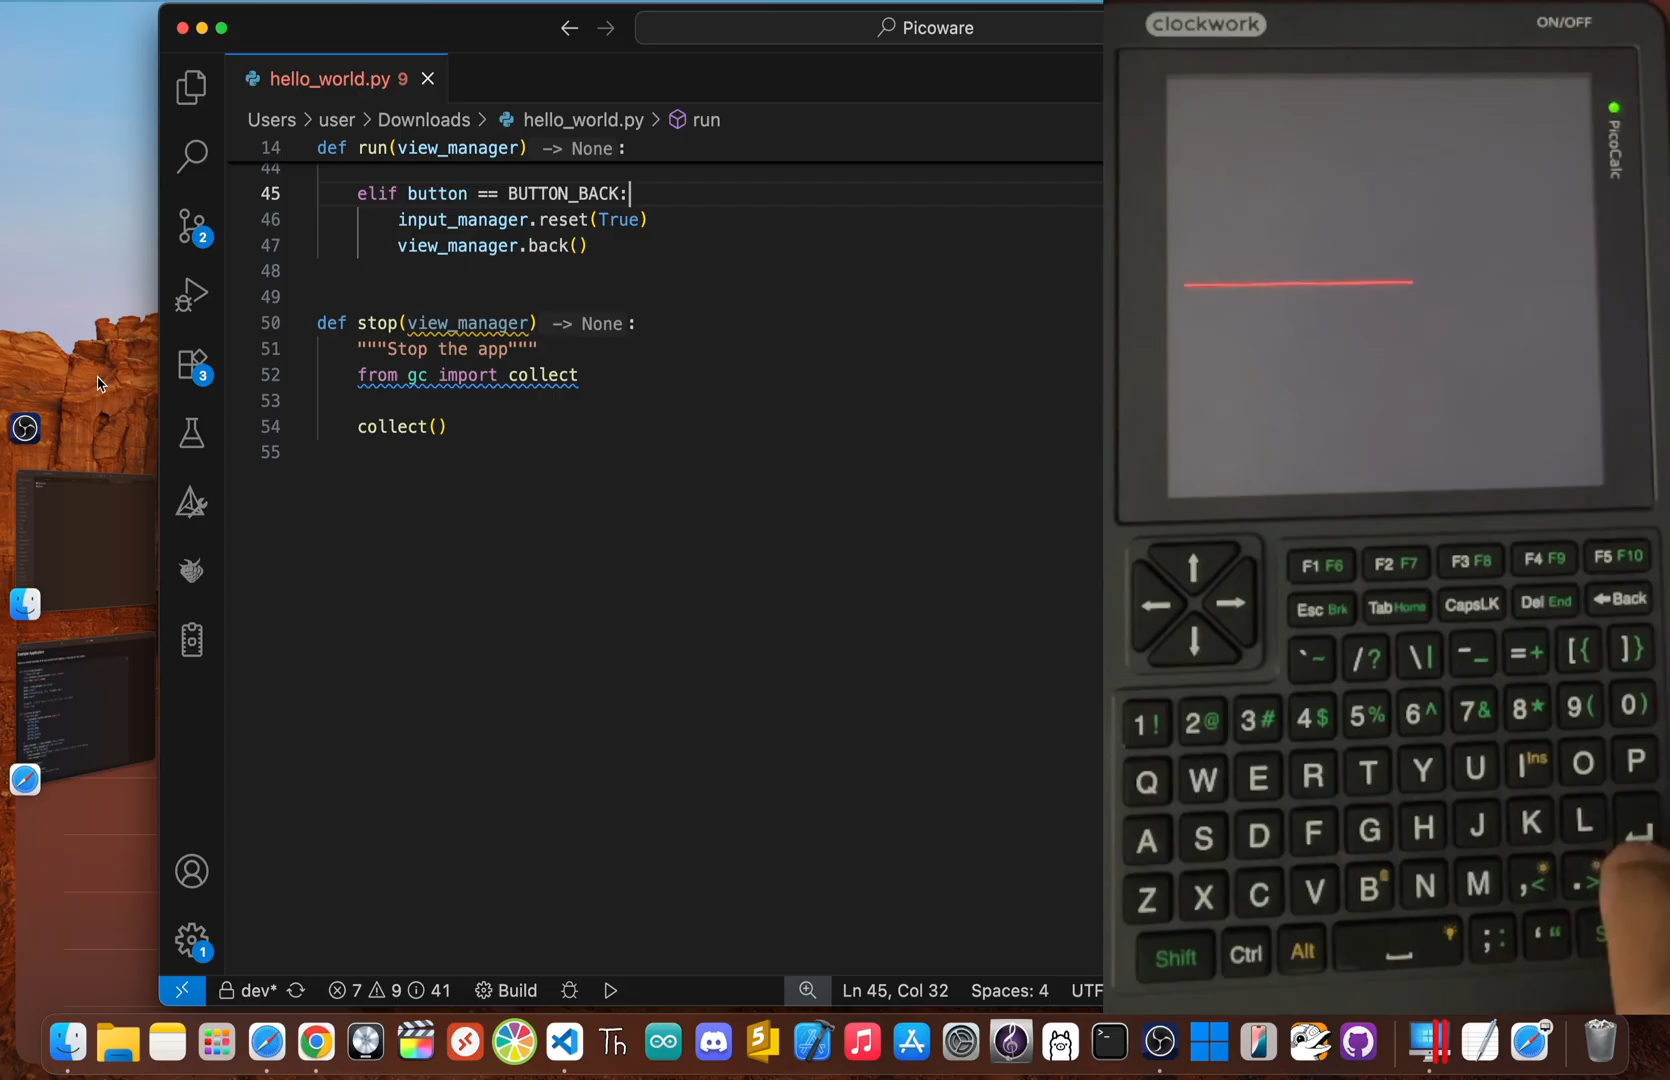 Picoware
hello_world.py 9
Users > user > Downloads > hello_world.py > run
14 def run(view_manager) -> None:
44
45 elif button == BUTTON_BACK:
46 input_manager.reset(True)
47 view_manager.back()
48
49
50 def stop(view_manager) -> None:
51 """Stop the app"""
52 from gc import collect
53
54 collect()
55
2
3
1
dev* 7 9 41 Build Ln 45, Col 32 Spaces: 4 UTF
Th
5
clockwork ON/OFF
PicoCalc
F1 F6 F2 F7 F3 F8 F4 F9 F5 F10
Esc Brk Tab Home CapsLK Del End Back
` ~ / ? \ | - _ = + [ { ] }
1 ! 2 @ 3 # 4 $ 5 % 6 ^ 7 & 8 * 9 ( 0 )
Q W E R T Y U I Ins O P
A S D F G H J K L
Z X C V B N M , < . >
Shift Ctrl Alt ; : ' " S